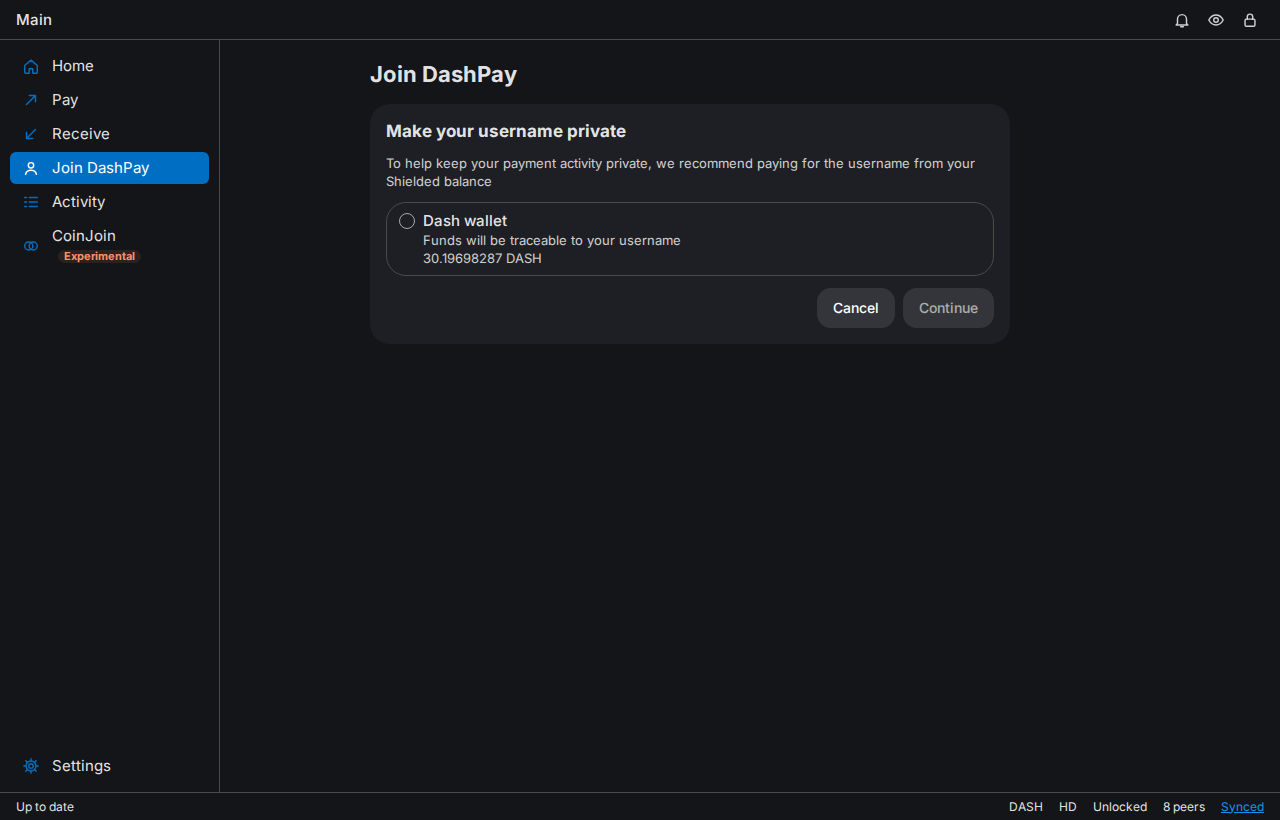 Main
Home
Pay
Receive
Join DashPay
Activity
CoinJoin
Experimental
Settings
Join DashPay
Make your username private
To help keep your payment activity private, we recommend paying for the username from your
Shielded balance
Dash wallet
Funds will be traceable to your username
30.19698287 DASH
Cancel
Continue
Up to date
DASH
HD
Unlocked
8 peers
Synced